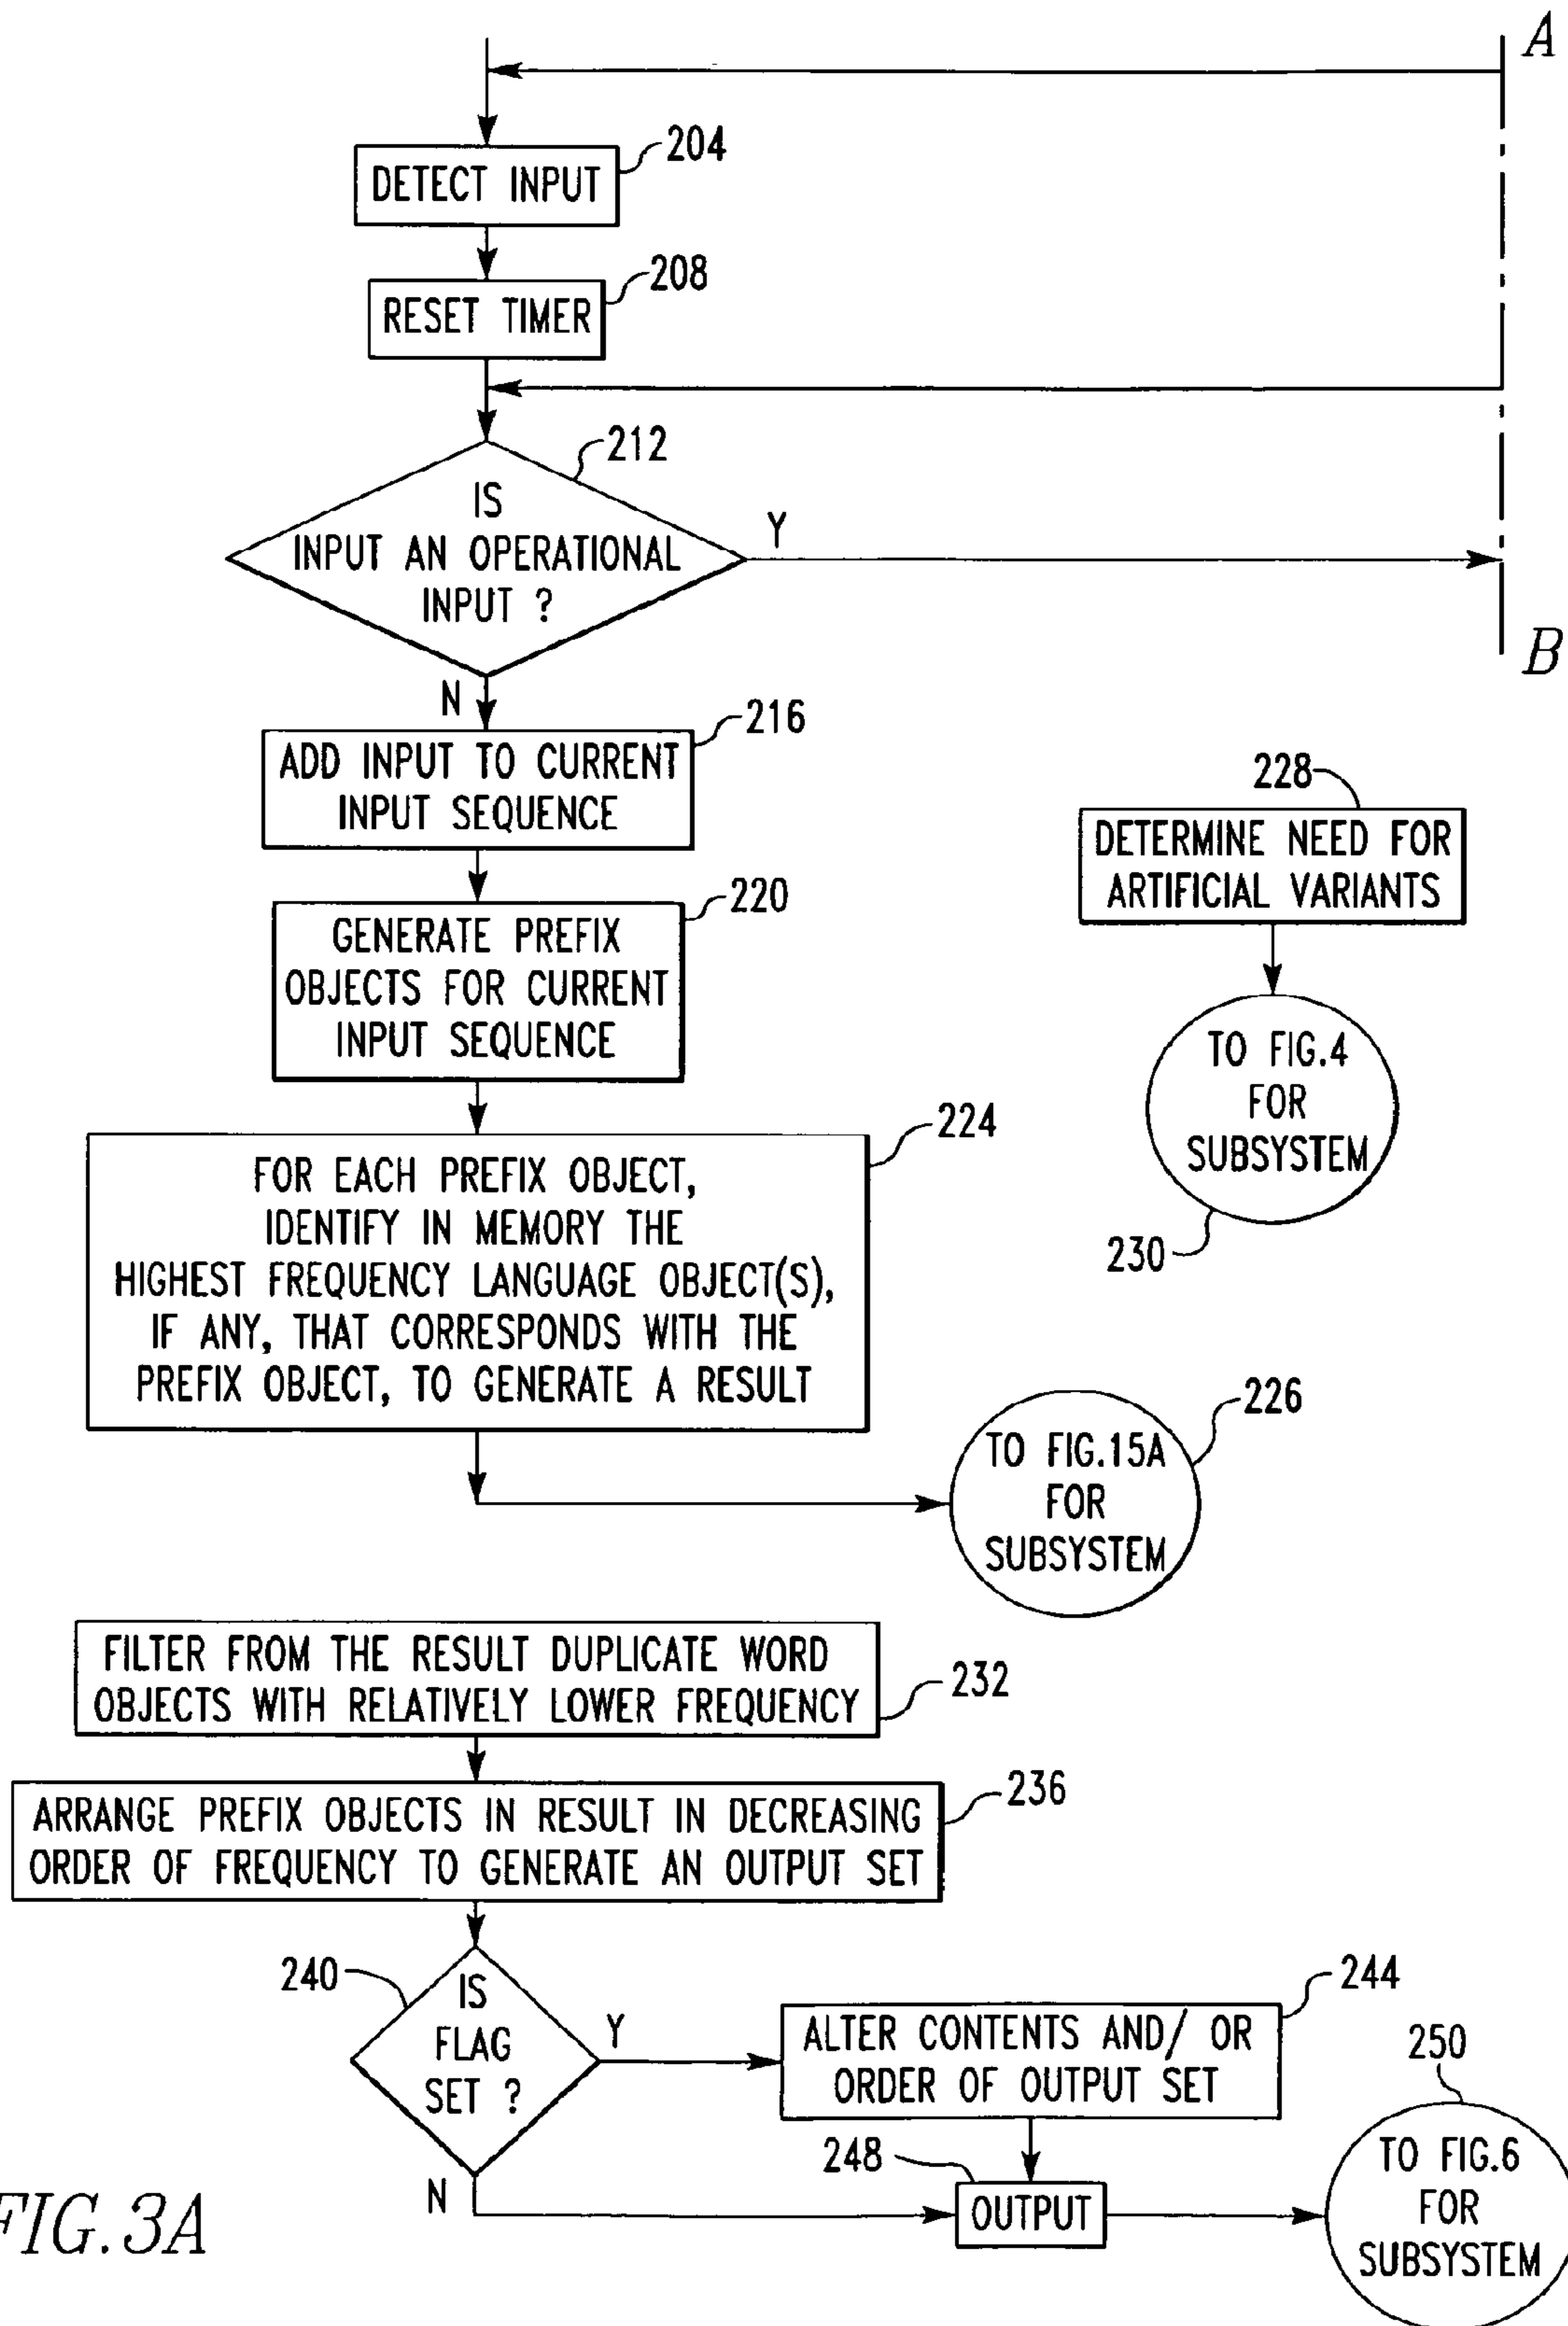 A
204
DETECT INPUT
208
RESET TIMER
212
IS
INPUT AN OPERATIONAL
INPUT ?
Y
B
N
216
ADD INPUT TO CURRENT
INPUT SEQUENCE
228
DETERMINE NEED FOR
ARTIFICIAL VARIANTS
220
GENERATE PREFIX
OBJECTS FOR CURRENT
INPUT SEQUENCE
TO FIG.4
FOR
SUBSYSTEM
230
224
FOR EACH PREFIX OBJECT,
IDENTIFY IN MEMORY THE
HIGHEST FREQUENCY LANGUAGE OBJECT(S),
IF ANY, THAT CORRESPONDS WITH THE
PREFIX OBJECT, TO GENERATE A RESULT
226
TO FIG.15A
FOR
SUBSYSTEM
FILTER FROM THE RESULT DUPLICATE WORD
OBJECTS WITH RELATIVELY LOWER FREQUENCY
232
236
ARRANGE PREFIX OBJECTS IN RESULT IN DECREASING
ORDER OF FREQUENCY TO GENERATE AN OUTPUT SET
240
IS
FLAG
SET ?
Y
244
ALTER CONTENTS AND/ OR
ORDER OF OUTPUT SET
250
248
N
OUTPUT
TO FIG.6
FOR
SUBSYSTEM
FIG.3A